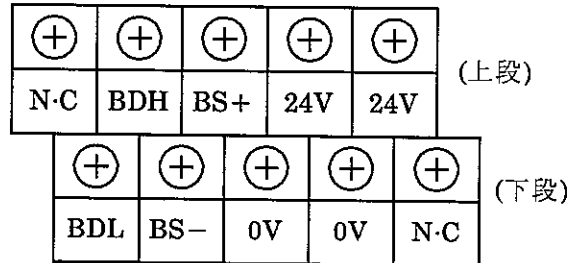 N·C BDH BS+ 24V 24V (上段)
BDL BS− 0V 0V N·C (下段)